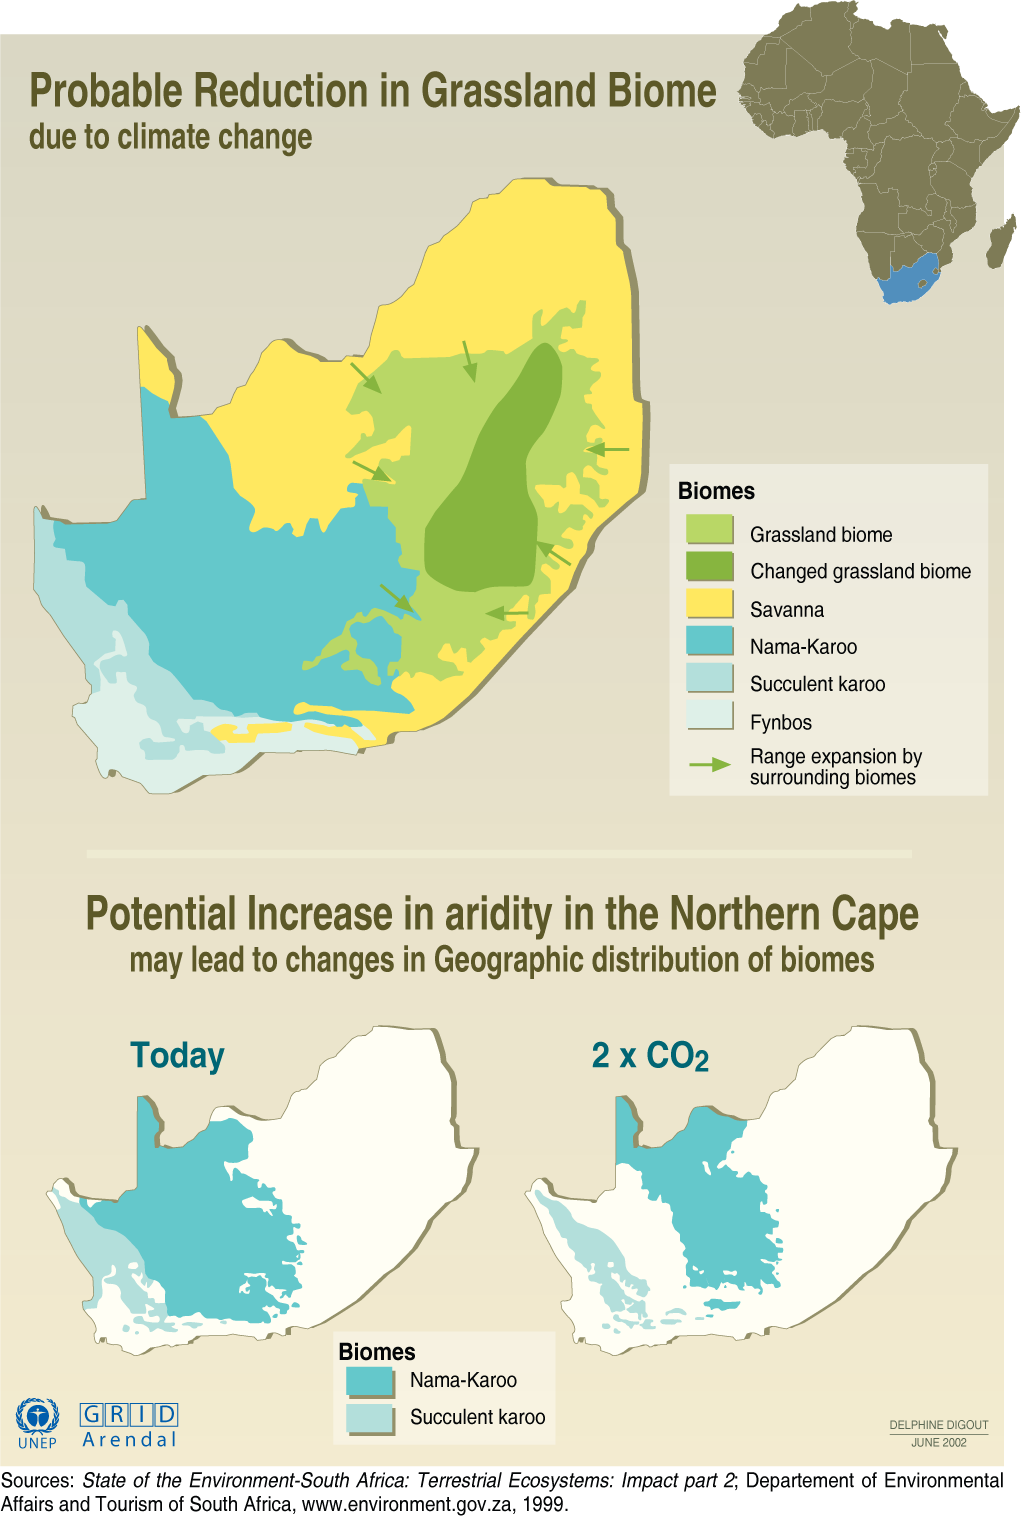 Probable Reduction in Grassland Biome
due to climate change
Biomes
Grassland biome
Changed grassland biome
Savanna
Nama-Karoo
Succulent karoo
Fynbos
Range expansion by
surrounding biomes
Potential Increase in aridity in the Northern Cape
may lead to changes in Geographic distribution of biomes
Today
2 x CO2
Biomes
Nama-Karoo
Succulent karoo
UNEP
GRID
Arendal
DELPHINE DIGOUT
JUNE 2002
Sources: State of the Environment-South Africa: Terrestrial Ecosystems: Impact part 2; Departement of Environmental
Affairs and Tourism of South Africa, www.environment.gov.za, 1999.